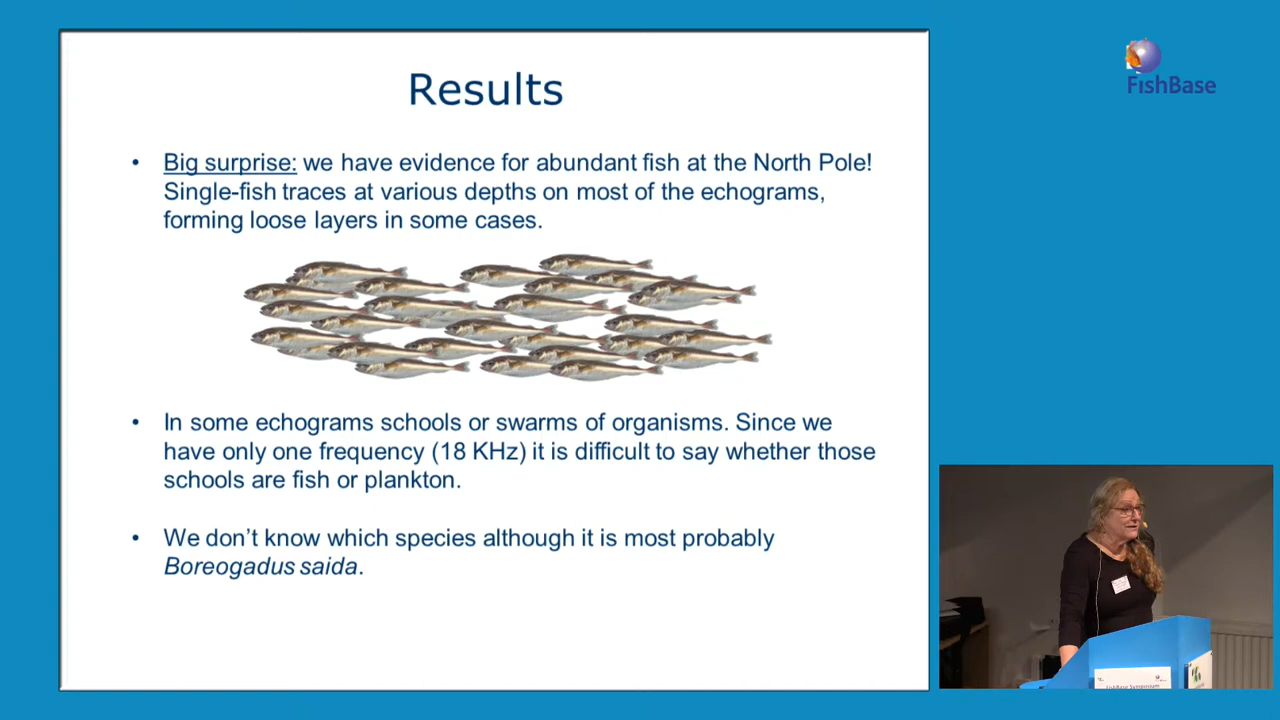 Results
• Big surprise: we have evidence for abundant fish at the North Pole!
Single-fish traces at various depths on most of the echograms,
forming loose layers in some cases.
• In some echograms schools or swarms of organisms. Since we
have only one frequency (18 KHz) it is difficult to say whether those
schools are fish or plankton.
• We don’t know which species although it is most probably
Boreogadus saida.
FishBase
FishBase Symposium